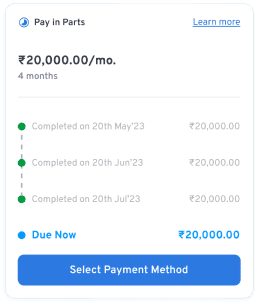 Pay in Parts
Learn more
₹20,000.00/mo.
4 months
Completed on 20th May'23 ₹20,000.00
Completed on 20th Jun'23 ₹20,000.00
Completed on 20th Jul'23 ₹20,000.00
Due Now ₹20,000.00
Select Payment Method